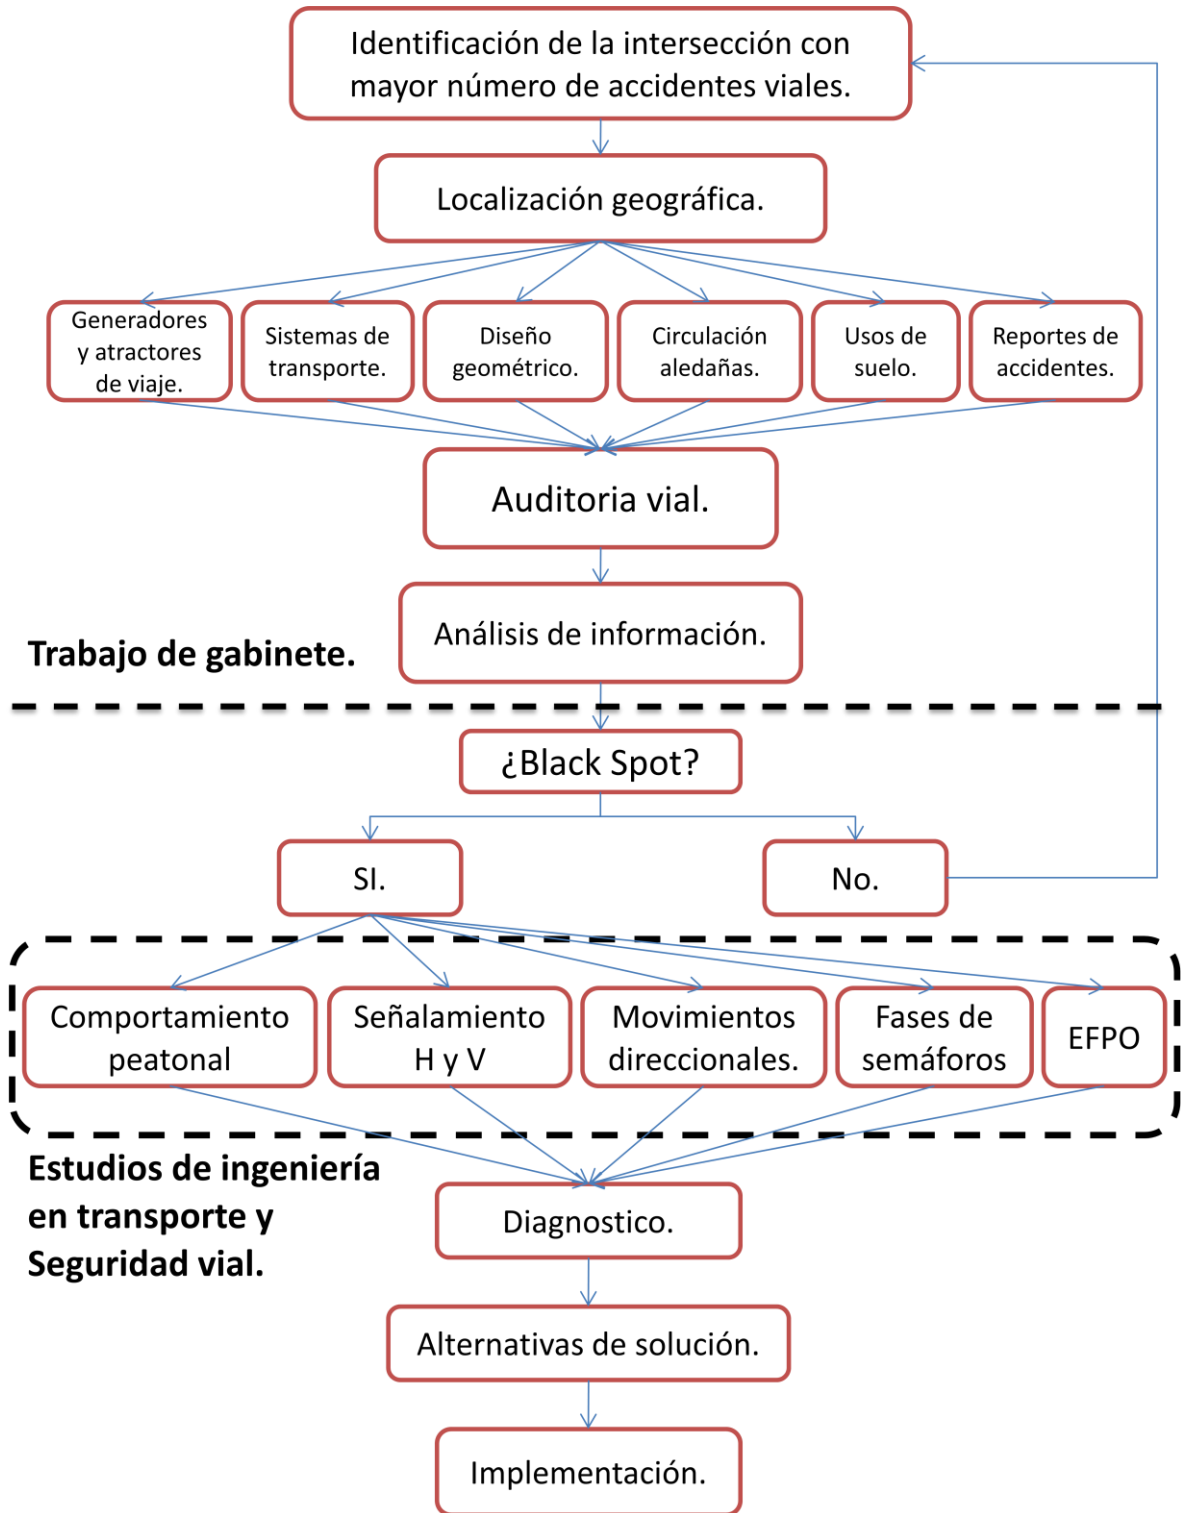 Identificación de la intersección con
mayor número de accidentes viales.
Localización geográfica.
Generadores
y atractores
de viaje.
Sistemas de
transporte.
Diseño
geométrico.
Circulación
aledañas.
Usos de
suelo.
Reportes de
accidentes.
Auditoria vial.
Análisis de información.
Trabajo de gabinete.
¿Black Spot?
SI.
No.
Comportamiento
peatonal
Señalamiento
H y V
Movimientos
direccionales.
Fases de
semáforos
EFPO
Estudios de ingeniería
en transporte y
Seguridad vial.
Diagnostico.
Alternativas de solución.
Implementación.